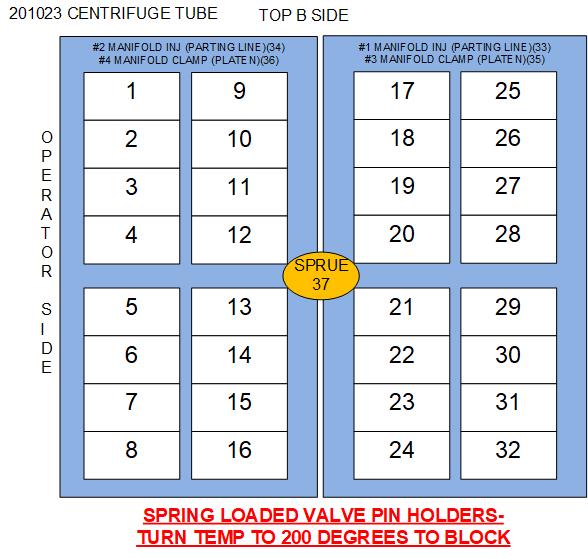 201023 CENTRIFUGE TUBE TOP B SIDE
#2 MANIFOLD INJ (PARTING LINE)(34)
#4 MANIFOLD CLAMP (PLATEN)(36)
#1 MANIFOLD INJ (PARTING LINE)(33)
#3 MANIFOLD CLAMP (PLATEN)(35)
OPERATOR SIDE
1 9 17 25
2 10 18 26
3 11 19 27
4 12 20 28
SPRUE
37
5 13 21 29
6 14 22 30
7 15 23 31
8 16 24 32
SPRING LOADED VALVE PIN HOLDERS-
TURN TEMP TO 200 DEGREES TO BLOCK